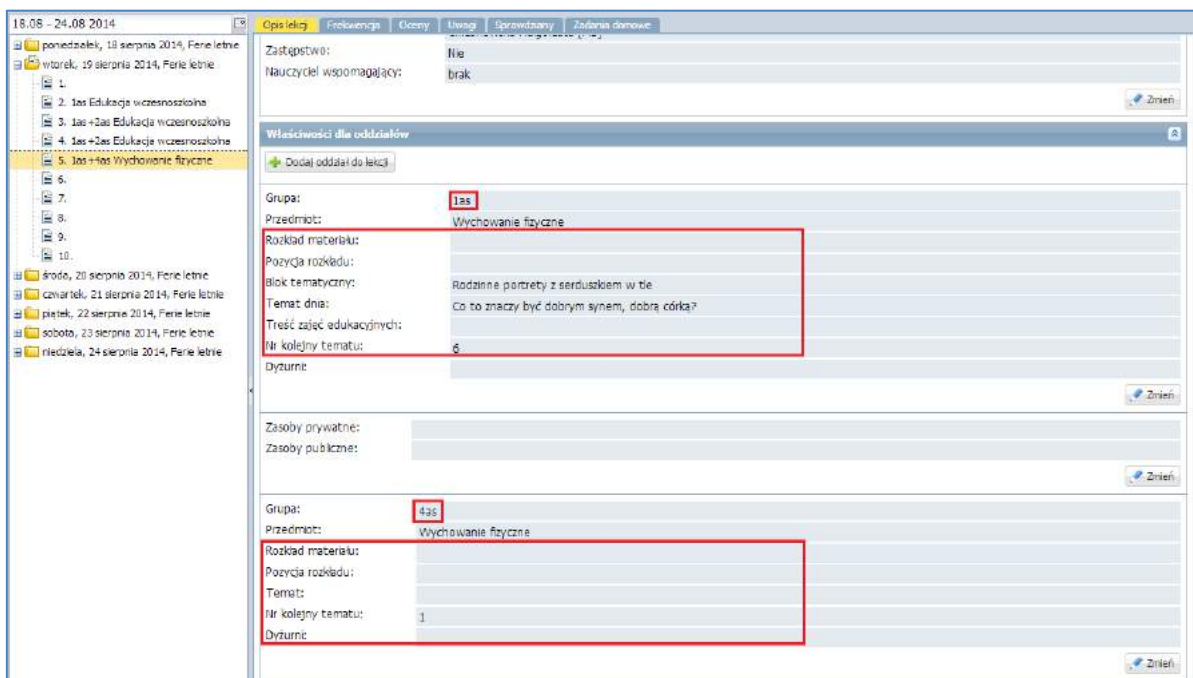 18.08 - 24.08 2014
poniedziałek, 18 sierpnia 2014, Ferie letnie
wtorek, 19 sierpnia 2014, Ferie letnie
1.
2. 1as Edukacja wczesnoszkolna
3. 1as +2as Edukacja wczesnoszkolna
4. 1as +2as Edukacja wczesnoszkolna
5. 1as +4as Wychowanie fizyczne
6.
7.
8.
9.
10.
środa, 20 sierpnia 2014, Ferie letnie
czwartek, 21 sierpnia 2014, Ferie letnie
piątek, 22 sierpnia 2014, Ferie letnie
sobota, 23 sierpnia 2014, Ferie letnie
niedziela, 24 sierpnia 2014, Ferie letnie
Opis lekcji Frekwencja Oceny Uwagi Sprawdziany Zadania domowe
Zastępstwo: Nie
Nauczyciel wspomagający: brak
Zmień
Właściwości dla oddziałów
Dodaj oddział do lekcji
Grupa: 1as
Przedmiot: Wychowanie fizyczne
Rozkład materiału:
Pozycja rozkładu:
Blok tematyczny: Rodzinne portrety z serduszkiem w tle
Temat dnia: Co to znaczy być dobrym synem, dobrą córką?
Treść zajęć edukacyjnych:
Nr kolejny tematu: 6
Dyżurni:
Zmień
Zasoby prywatne:
Zasoby publiczne:
Zmień
Grupa: 4as
Przedmiot: Wychowanie fizyczne
Rozkład materiału:
Pozycja rozkładu:
Temat:
Nr kolejny tematu: 1
Dyżurni:
Zmień